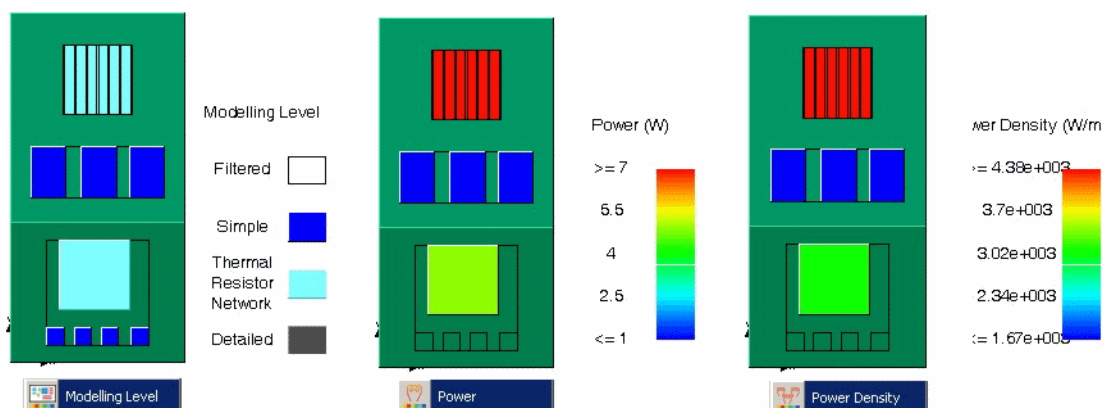 Modelling Level
Filtered
Simple
Thermal
Resistor
Network
Detailed
Modelling Level
Power (W)
>= 7
5.5
4
2.5
<= 1
Power
wer Density (W/m
>= 4.38e+003
3.7e+003
3.02e+003
2.34e+003
<= 1.67e+003
Power Density